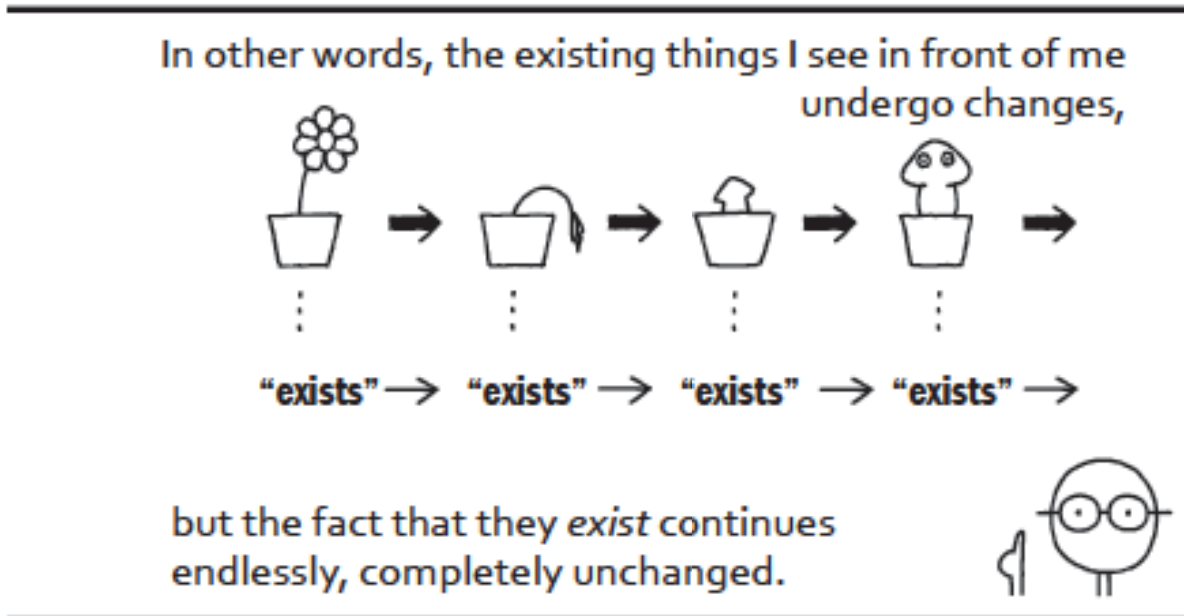 In other words, the existing things I see in front of me
undergo changes,
“exists” → “exists” → “exists” → “exists” →
but the fact that they exist continues
endlessly, completely unchanged.